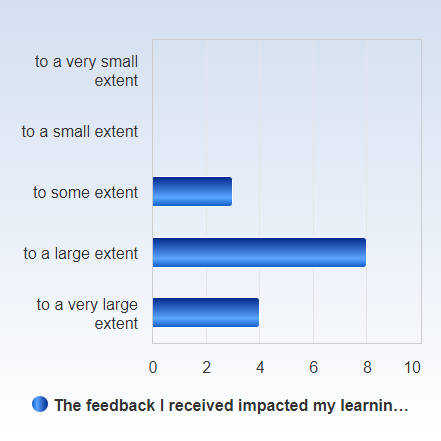 to a very small
extent
to a small extent
to some extent
to a large extent
to a very large
extent
0 2 4 6 8 10
The feedback I received impacted my learnin…